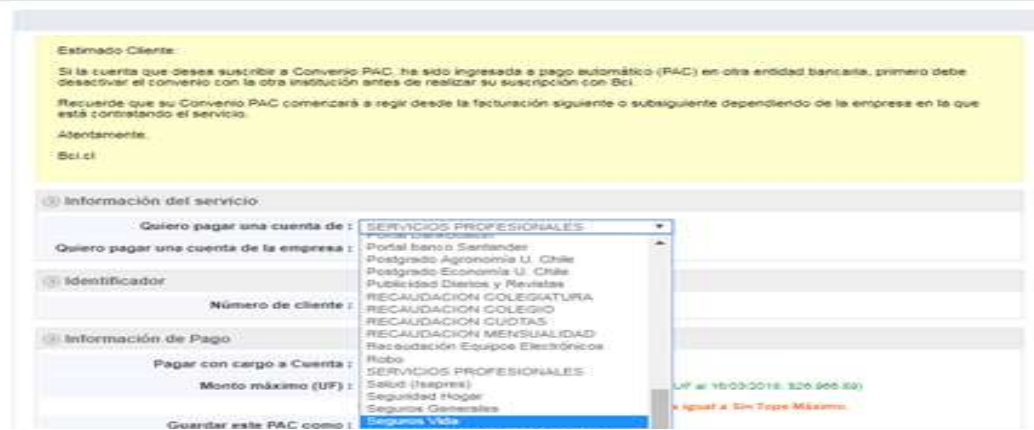 Estimado Cliente:
Si la cuenta que desea suscribir a Convenio PAC, ha sido ingresada a pago automático (PAC) en otra entidad bancaria, primero debe
desactivar el convenio con la otra institución antes de realizar su suscripción con Bci.
Recuerde que su Convenio PAC comenzará a regir desde la facturación siguiente o subsiguiente dependiendo de la empresa en la que
está contratando el servicio.
Atentamente,
Bci.cl
Información del servicio
Quiero pagar una cuenta de : SERVICIOS PROFESIONALES
Quiero pagar una cuenta de la empresa : Portal banco Santander
Postgrado Agronomía U. Chile
Postgrado Economía U. Chile
Identificador
Publicidad Diarios y Revistas
RECAUDACION COLEGIATURA
Número de cliente : RECAUDACION COLEGIO
RECAUDACION CUOTAS
Información de Pago
RECAUDACION MENSUALIDAD
Recaudación Equipos Electrónicos
Pagar con cargo a Cuenta : Robo
SERVICIOS PROFESIONALES
Monto máximo (UF) : Salud (Isapres)
Seguridad Hogar
Seguros Generales
igual a Sin Tope Máximo.
Guardar este PAC como : Seguros Vida